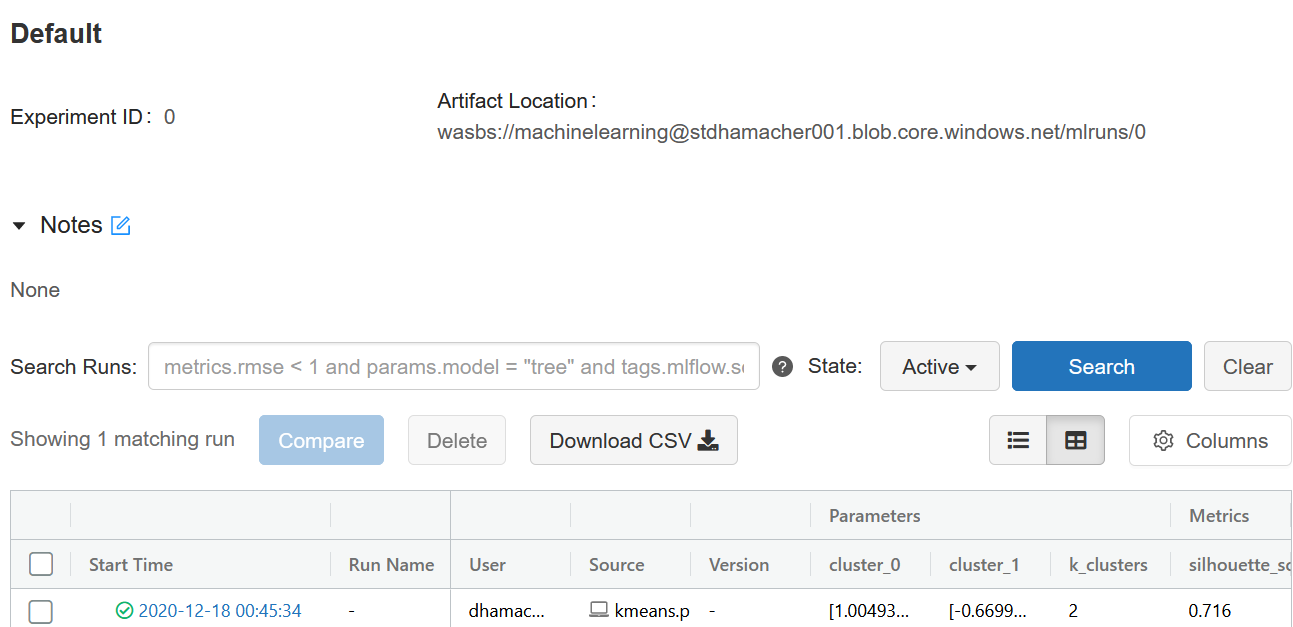 Default
Experiment ID: 0
Artifact Location:
wasbs://machinelearning@stdhamacher001.blob.core.windows.net/mlruns/0
Notes
None
Search Runs: metrics.rmse < 1 and params.model = "tree" and tags.mlflow.so ? State: Active Search Clear
Showing 1 matching run Compare Delete Download CSV Columns
Parameters Metrics
Start Time Run Name User Source Version cluster_0 cluster_1 k_clusters silhouette_sc
2020-12-18 00:45:34 - dhamac... kmeans.p - [1.00493... [-0.6699... 2 0.716